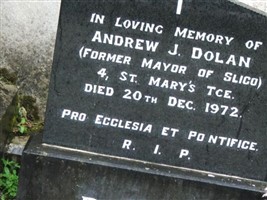 IN LOVING MEMORY OF
ANDREW J. DOLAN
(FORMER MAYOR OF SLIGO)
4, ST. MARY'S TCE.
DIED 20TH DEC. 1972.
PRO ECCLESIA ET PONTIFICE.
R. I. P.